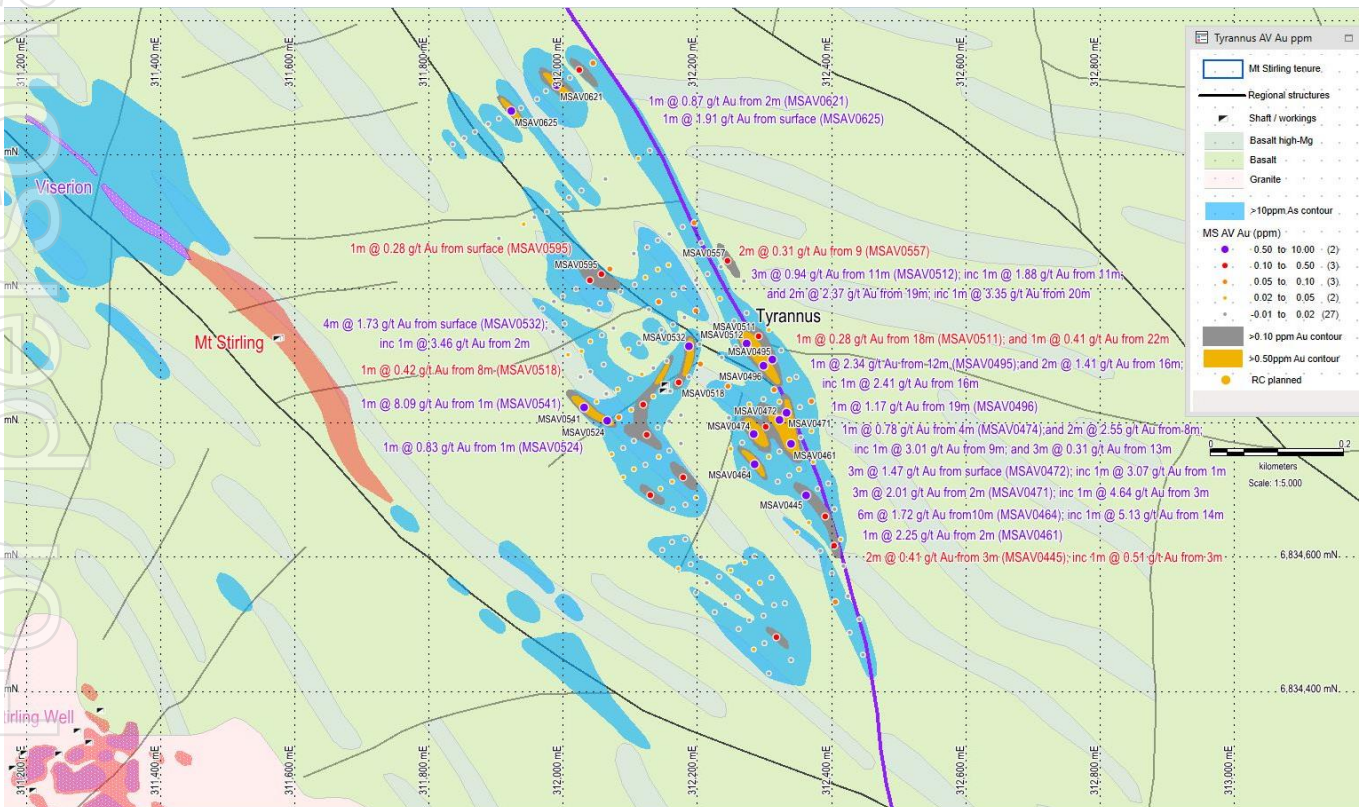 311,200 mE
311,400 mE
311,600 mE
311,800 mE
312,000 mE
312,200 mE
312,400 mE
312,600 mE
312,800 mE
Tyrannus AV Au ppm
Mt Stirling tenure
Regional structures
Shaft / workings
Basalt high-Mg
Basalt
Granite
>10ppm As contour
MS AV Au (ppm)
0.50 to 10.00 (2)
0.10 to 0.50 (3)
0.05 to 0.10 (3)
0.02 to 0.05 (2)
-0.01 to 0.02 (27)
>0.10 ppm Au contour
>0.50ppm Au contour
RC planned
0 0.2
kilometers
Scale: 1:5,000
MSAV0621
MSAV0625
1m @ 0.87 g/t Au from 2m (MSAV0621)
1m @ 1.91 g/t Au from surface (MSAV0625)
mN
Viserion
1m @ 0.28 g/t Au from surface (MSAV0595)
MSAV0595
MSAV0557
2m @ 0.31 g/t Au from 9 (MSAV0557)
3m @ 0.94 g/t Au from 11m (MSAV0512); inc 1m @ 1.88 g/t Au from 11m;
and 2m @ 2.37 g/t Au from 19m; inc 1m @ 3.35 g/t Au from 20m
mN
Tyrannus
4m @ 1.73 g/t Au from surface (MSAV0532);
inc 1m @ 3.46 g/t Au from 2m
MSAV0511
MSAV0532
MSAV0512
Mt Stirling
1m @ 0.28 g/t Au from 18m (MSAV0511); and 1m @ 0.41 g/t Au from 22m
MSAV0495
1m @ 2.34 g/t Au from 12m (MSAV0495);and 2m @ 1.41 g/t Au from 16m;
inc 1m @ 2.41 g/t Au from 16m
1m @ 0.42 g/t Au from 8m (MSAV0518)
MSAV0496
MSAV0518
1m @ 8.09 g/t Au from 1m (MSAV0541)
MSAV0541
MSAV0472
1m @ 1.17 g/t Au from 19m (MSAV0496)
mN
MSAV0524
MSAV0474
MSAV0471
1m @ 0.78 g/t Au from 4m (MSAV0474);and 2m @ 2.55 g/t Au from 8m;
inc 1m @ 3.01 g/t Au from 9m; and 3m @ 0.31 g/t Au from 13m
1m @ 0.83 g/t Au from 1m (MSAV0524)
MSAV0461
MSAV0464
3m @ 1.47 g/t Au from surface (MSAV0472); inc 1m @ 3.07 g/t Au from 1m
3m @ 2.01 g/t Au from 2m (MSAV0471); inc 1m @ 4.64 g/t Au from 3m
MSAV0445
6m @ 1.72 g/t Au from10m (MSAV0464); inc 1m @ 5.13 g/t Au from 14m
1m @ 2.25 g/t Au from 2m (MSAV0461)
2m @ 0.41 g/t Au from 3m (MSAV0445); inc 1m @ 0.51 g/t Au from 3m
mN
6,834,600 mN
mN
6,834,400 mN
tirling Well
311,200 mE
311,400 mE
311,600 mE
311,800 mE
312,000 mE
312,200 mE
312,400 mE
312,600 mE
312,800 mE
313,000 mE